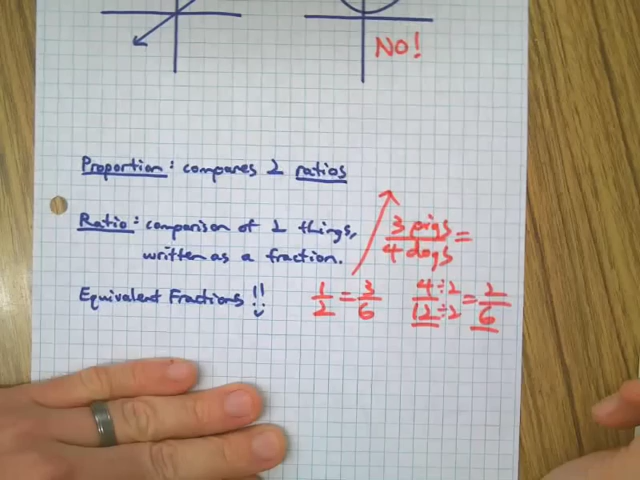 NO!
Proportion: compares 2 ratios
Ratio: comparison of 2 things,
written as a fraction.
3 pigs
4 dogs =
Equivalent Fractions!!
1/2 = 3/6
4÷2/12÷2 = 2/6